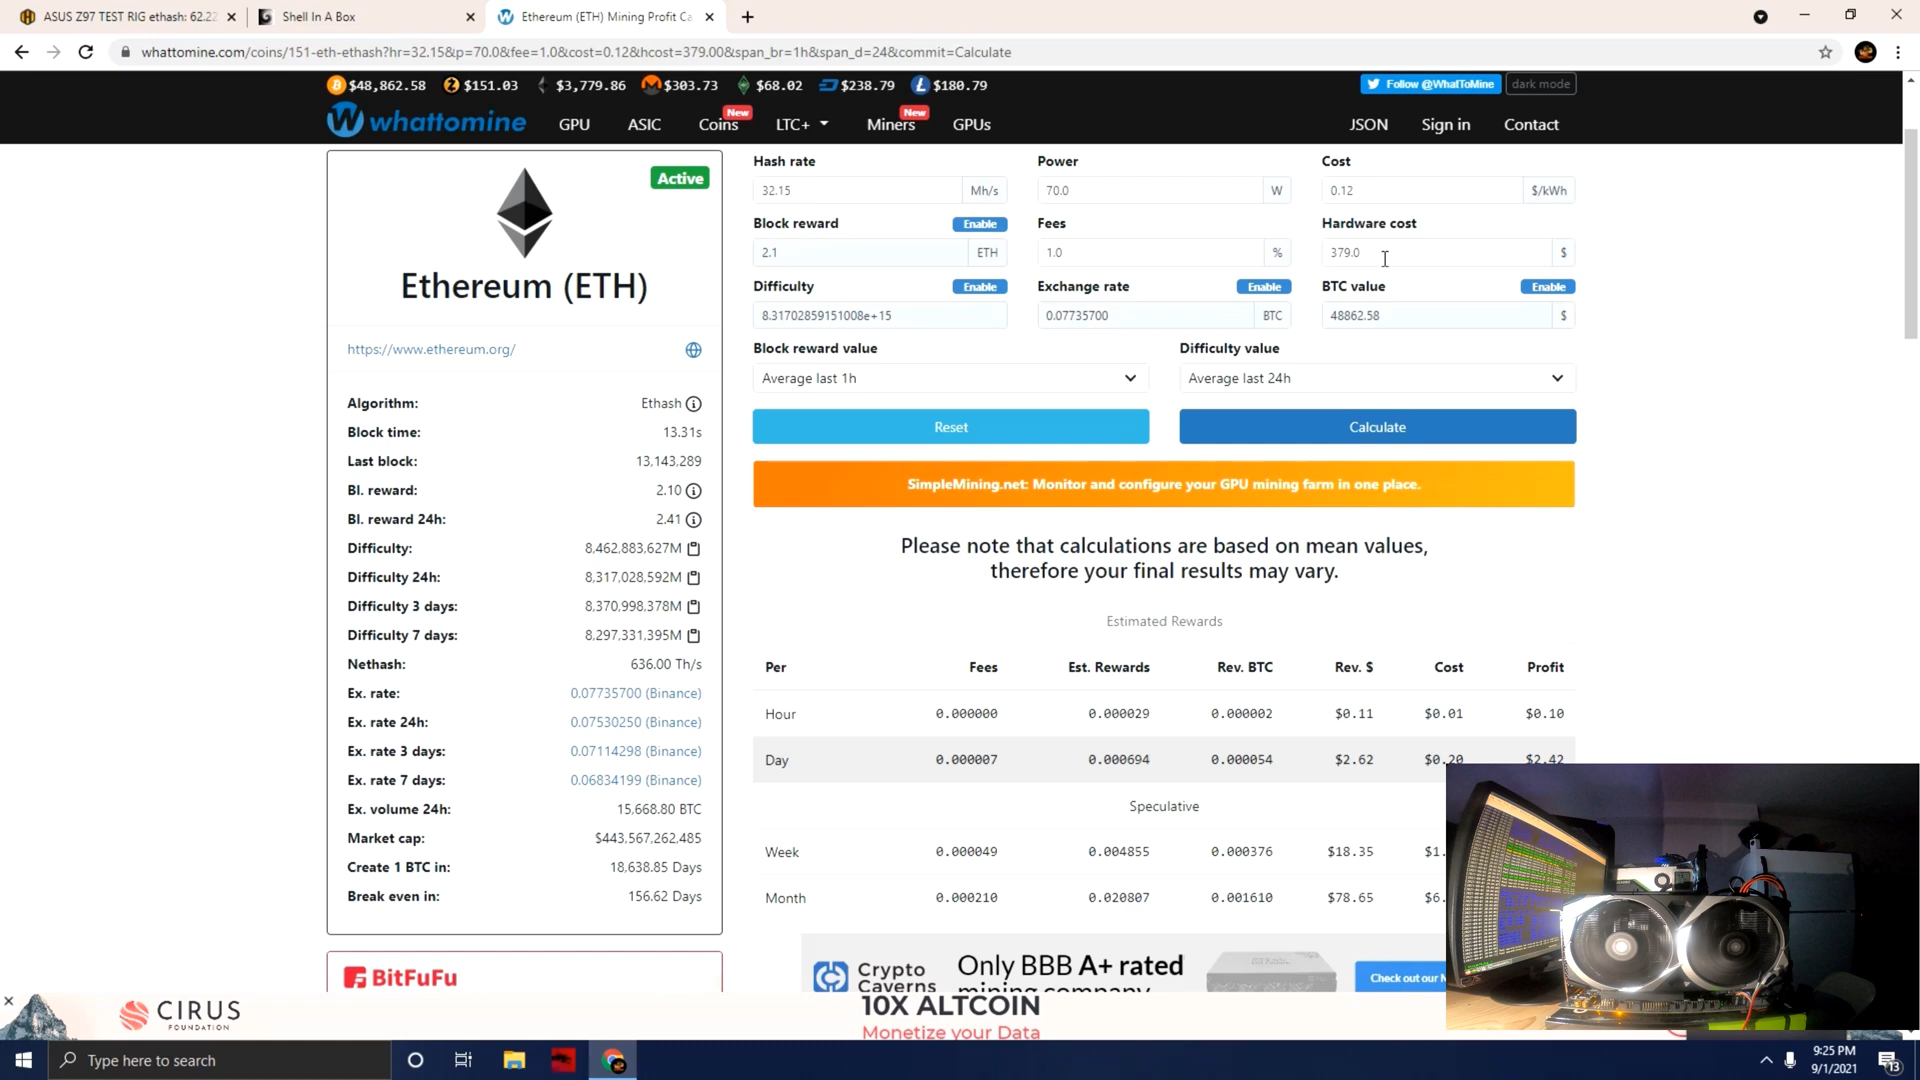 ASUS Z97 TEST RIG ethash: 62.22
Shell In A Box
Ethereum (ETH) Mining Profit Ca
whattomine.com/coins/151-eth-ethash?hr=32.15&p=70.0&fee=1.0&cost=0.12&hcost=379.00&span_br=1h&span_d=24&commit=Calculate
$48,862.58 $151.03 $3,779.86 $303.73 $68.02 $238.79 $180.79
Follow @WhatToMine dark mode
whattomine GPU ASIC Coins New LTC+ Miners New GPUs JSON Sign in Contact
Active
Ethereum (ETH)
https://www.ethereum.org/
Algorithm: Ethash
Block time: 13.31s
Last block: 13,143,289
Bl. reward: 2.10
Bl. reward 24h: 2.41
Difficulty: 8,462,883,627M
Difficulty 24h: 8,317,028,592M
Difficulty 3 days: 8,370,998,378M
Difficulty 7 days: 8,297,331,395M
Nethash: 636.00 Th/s
Ex. rate: 0.07735700 (Binance)
Ex. rate 24h: 0.07530250 (Binance)
Ex. rate 3 days: 0.07114298 (Binance)
Ex. rate 7 days: 0.06834199 (Binance)
Ex. volume 24h: 15,668.80 BTC
Market cap: $443,567,262,485
Create 1 BTC in: 18,638.85 Days
Break even in: 156.62 Days
BitFuFu
Hash rate Power Cost
32.15 Mh/s 70.0 W 0.12 $/kWh
Block reward Enable Fees Hardware cost
2.1 ETH 1.0 % 379.0 $
Difficulty Enable Exchange rate Enable BTC value Enable
8.31702859151008e+15 0.07735700 BTC 48862.58 $
Block reward value Difficulty value
Average last 1h Average last 24h
Reset Calculate
SimpleMining.net: Monitor and configure your GPU mining farm in one place.
Please note that calculations are based on mean values,
therefore your final results may vary.
Estimated Rewards
Per Fees Est. Rewards Rev. BTC Rev. $ Cost Profit
Hour 0.000000 0.000029 0.000002 $0.11 $0.01 $0.10
Day 0.000007 0.000694 0.000054 $2.62 $0.20 $2.42
Speculative
Week 0.000049 0.004855 0.000376 $18.35 $1.
Month 0.000210 0.020807 0.001610 $78.65 $6.
Crypto
Caverns
Only BBB A+ rated
mining company
Check out our M
CIRUS
FOUNDATION
10X ALTCOIN
Monetize your Data
Type here to search
9:25 PM
9/1/2021
13